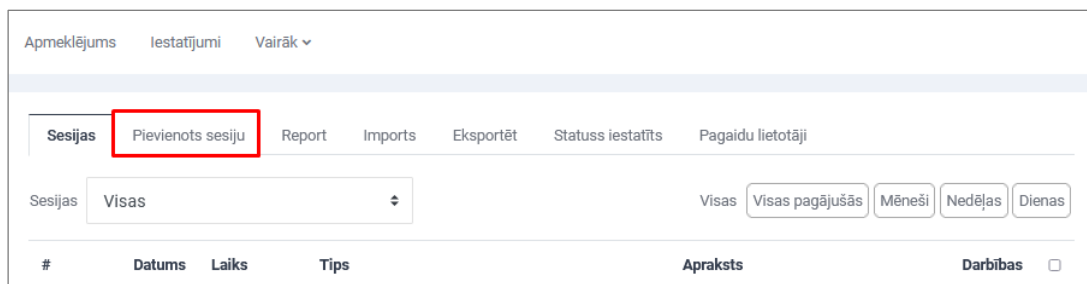 Apmeklējums Iestatījumi Vairāk
Sesijas Pievienots sesiju Report Imports Eksportēt Statuss iestatīts Pagaidu lietotāji
Sesijas Visas Visas Visas pagājušās Mēneši Nedēļas Dienas
# Datums Laiks Tips Apraksts Darbības